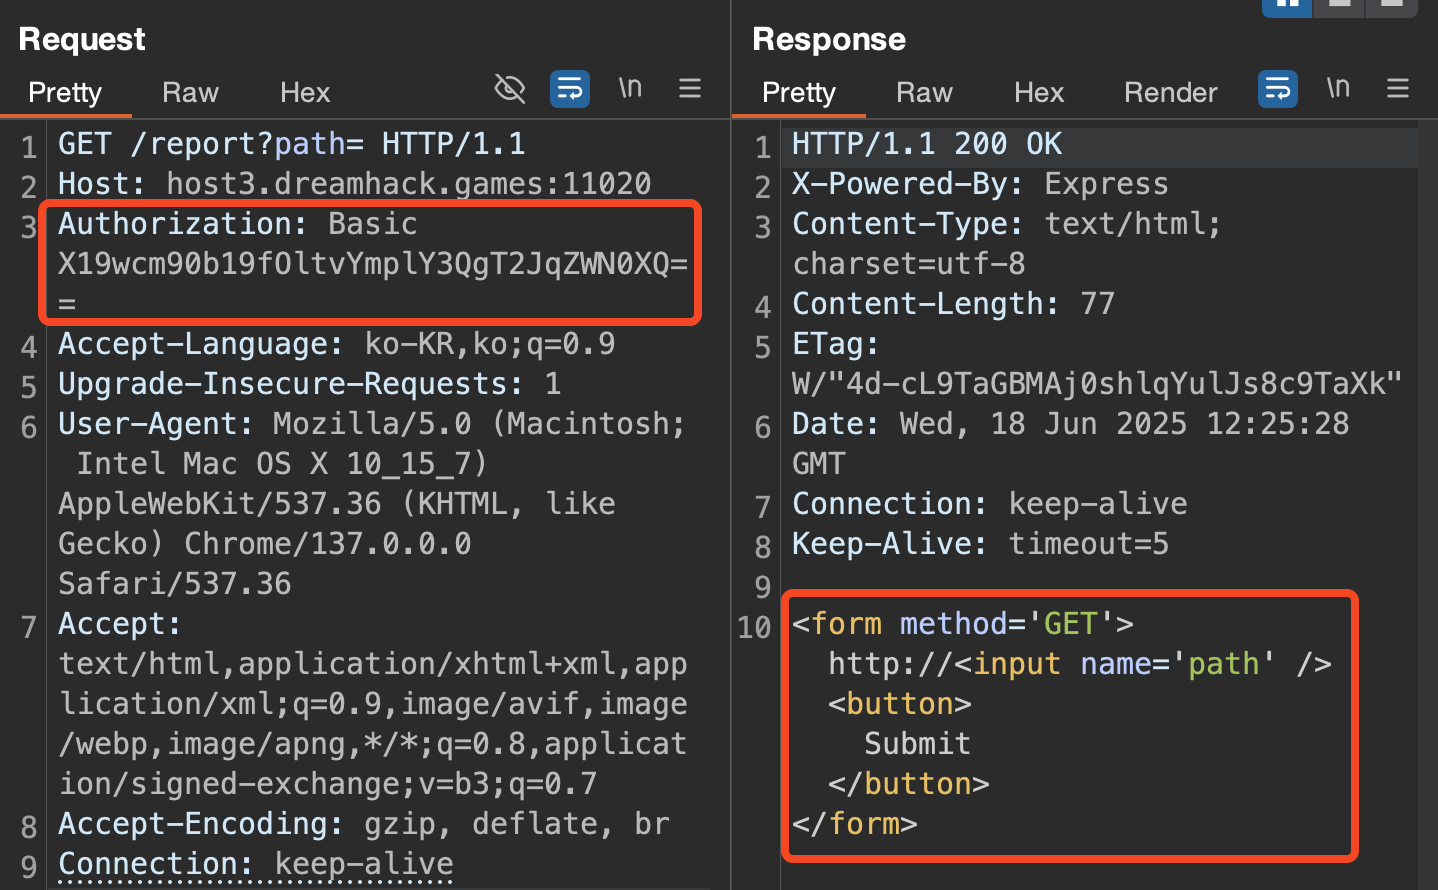 Request
Pretty Raw Hex \n
1 GET /report?path= HTTP/1.1
2 Host: host3.dreamhack.games:11020
3 Authorization: Basic
X19wcm90b19fOltvYmplY3QgT2JqZWN0XQ=
=
4 Accept-Language: ko-KR,ko;q=0.9
5 Upgrade-Insecure-Requests: 1
6 User-Agent: Mozilla/5.0 (Macintosh;
Intel Mac OS X 10_15_7)
AppleWebKit/537.36 (KHTML, like
Gecko) Chrome/137.0.0.0
Safari/537.36
7 Accept:
text/html,application/xhtml+xml,app
lication/xml;q=0.9,image/avif,image
/webp,image/apng,*/*;q=0.8,applicat
ion/signed-exchange;v=b3;q=0.7
8 Accept-Encoding: gzip, deflate, br
9 Connection: keep-alive
Response
Pretty Raw Hex Render \n
1 HTTP/1.1 200 OK
2 X-Powered-By: Express
3 Content-Type: text/html;
charset=utf-8
4 Content-Length: 77
5 ETag:
W/"4d-cL9TaGBMAj0shlqYulJs8c9TaXk"
6 Date: Wed, 18 Jun 2025 12:25:28
GMT
7 Connection: keep-alive
8 Keep-Alive: timeout=5
9
10 <form method='GET'>
http://<input name='path' />
<button>
Submit
</button>
</form>